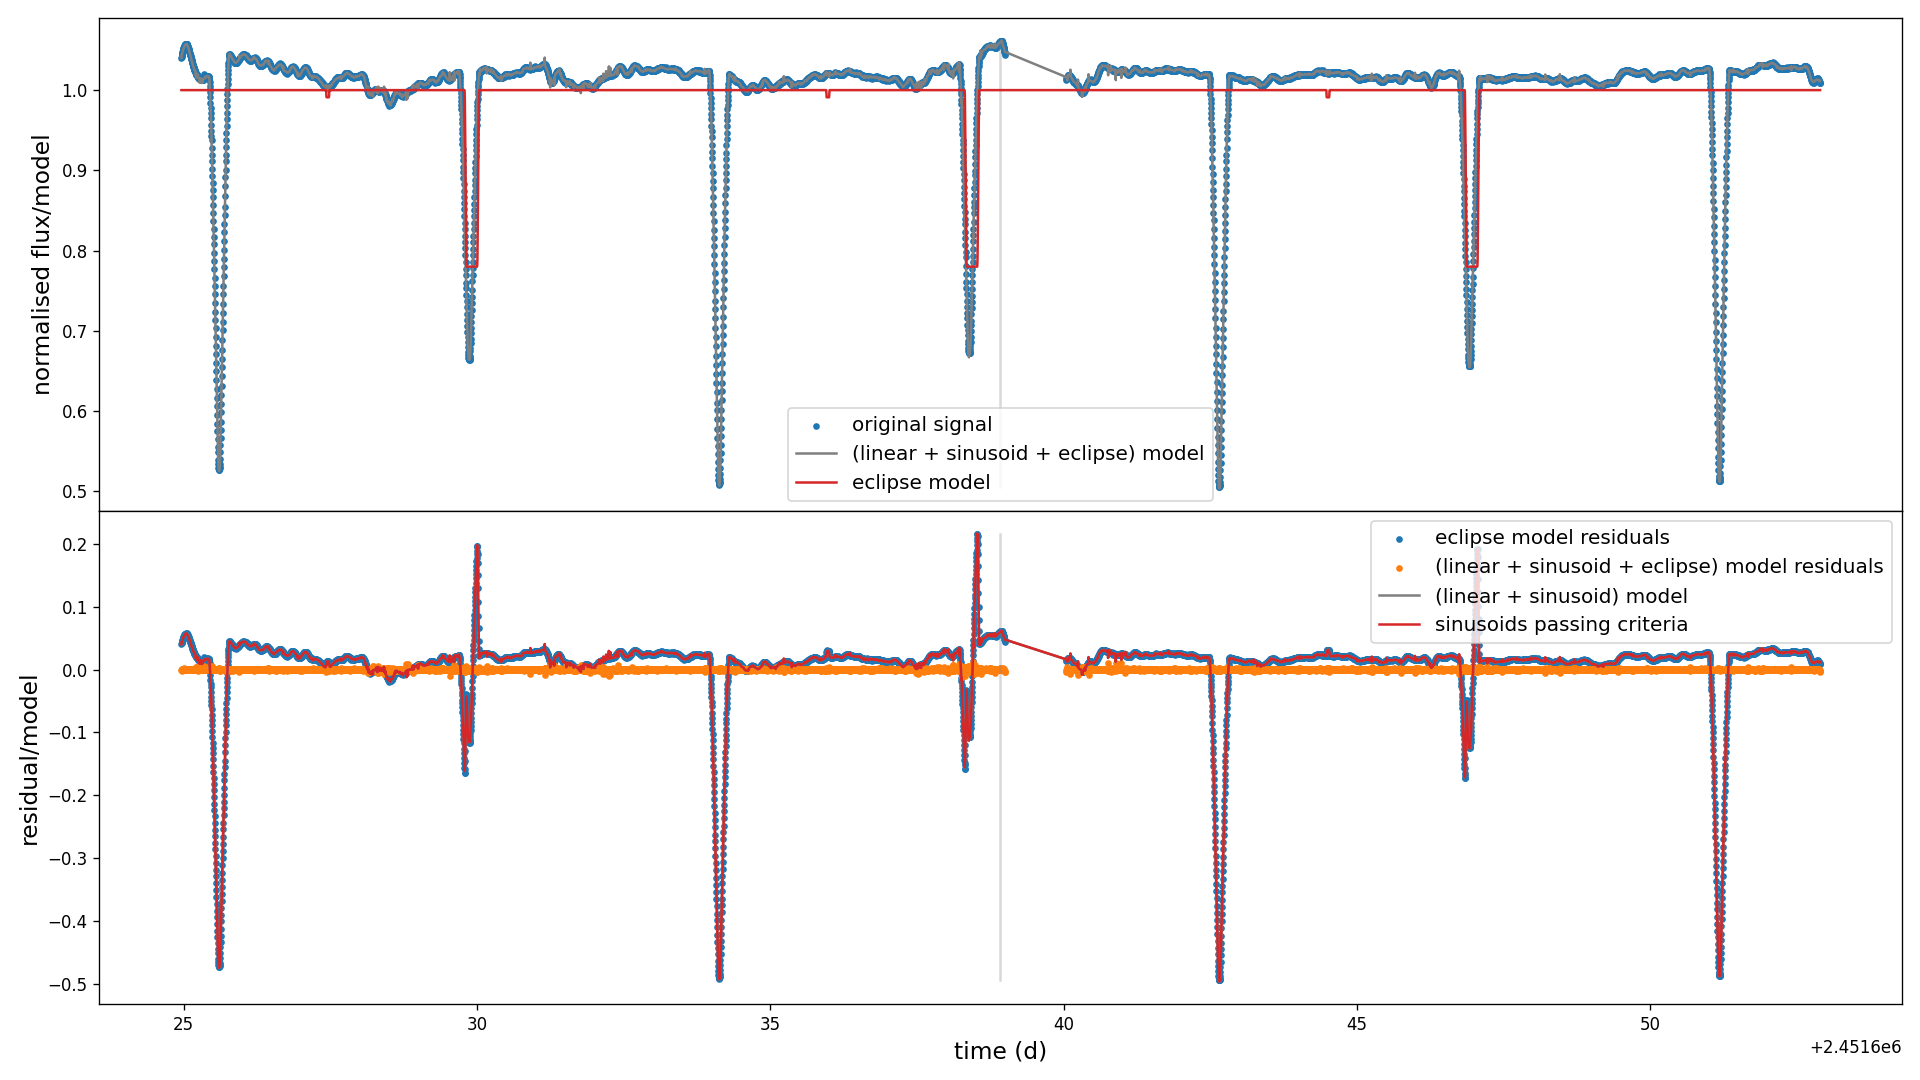 normalised flux/model
1.0
0.9
0.8
0.7
0.6
0.5
original signal
(linear + sinusoid + eclipse) model
eclipse model
residual/model
0.2
0.1
0.0
−0.1
−0.2
−0.3
−0.4
−0.5
eclipse model residuals
(linear + sinusoid + eclipse) model residuals
(linear + sinusoid) model
sinusoids passing criteria
25
30
35
40
45
50
time (d)
+2.4516e6